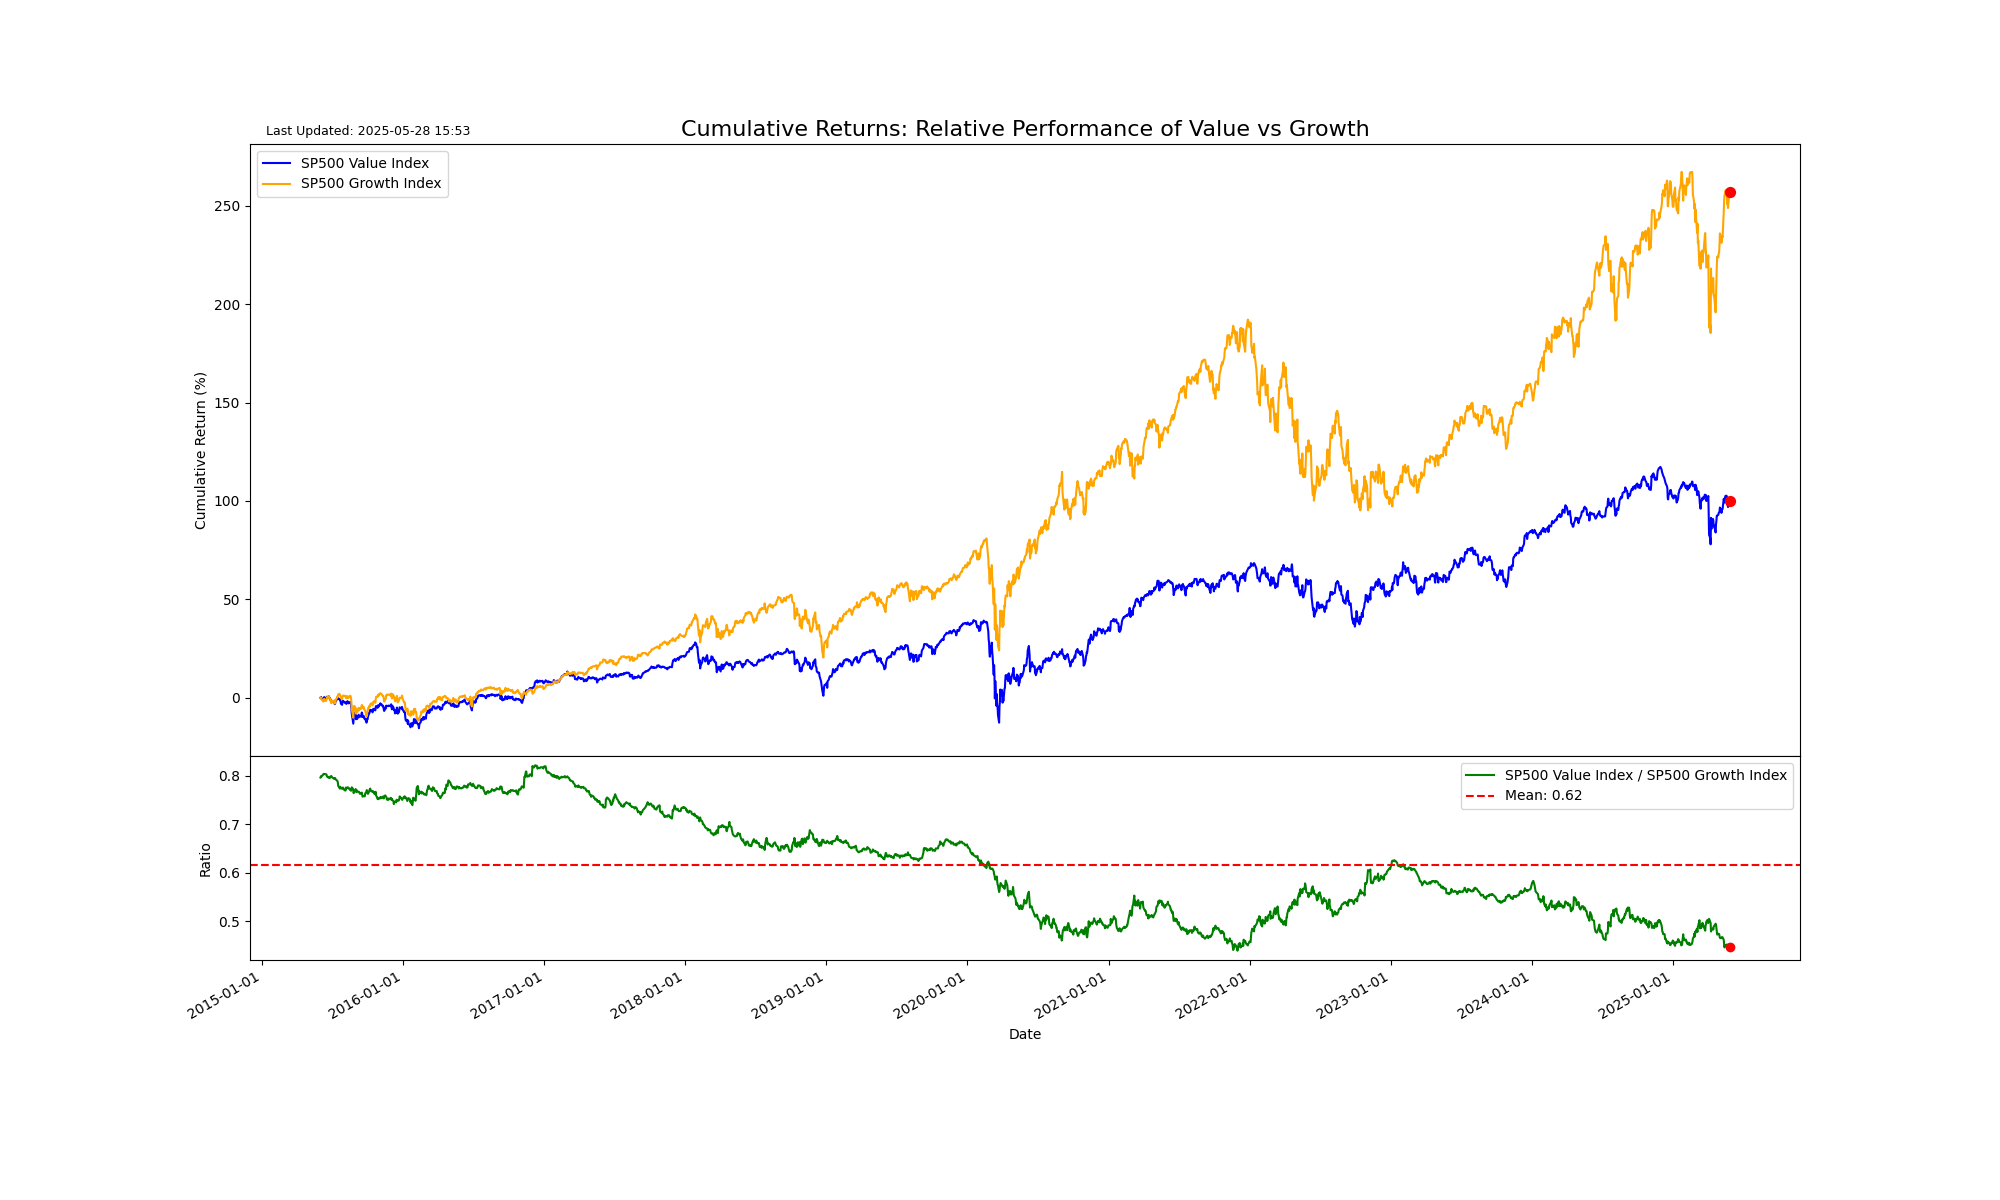 Last Updated: 2025-05-28 15:53
Cumulative Returns: Relative Performance of Value vs Growth
SP500 Value Index
SP500 Growth Index
Cumulative Return (%)
250
200
150
100
50
0
SP500 Value Index / SP500 Growth Index
Mean: 0.62
Ratio
0.8
0.7
0.6
0.5
2015-01-01
2016-01-01
2017-01-01
2018-01-01
2019-01-01
2020-01-01
2021-01-01
2022-01-01
2023-01-01
2024-01-01
2025-01-01
Date